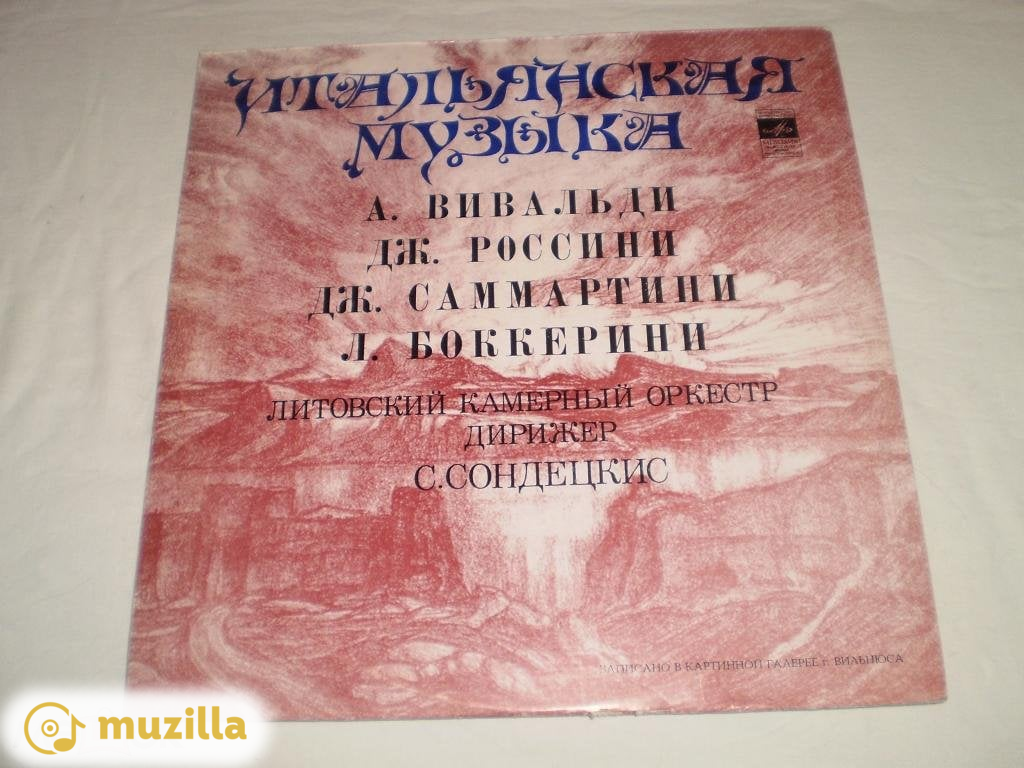 ИТАЛЬЯНСКАЯ
МУЗЫКА
А. ВИВАЛЬДИ
ДЖ. РОССИНИ
ДЖ. САММАРТИНИ
Л. БОККЕРИНИ
ЛИТОВСКИЙ КАМЕРНЫЙ ОРКЕСТР
ДИРИЖЕР
С.СОНДЕЦКИС
ЗАПИСАНО В КАРТИННОЙ ГАЛЕРЕЕ г. ВИЛЬНЮСА
muzilla